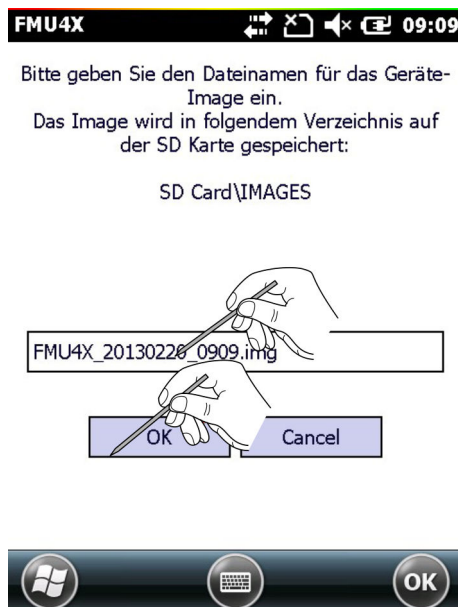 FMU4X 09:09
Bitte geben Sie den Dateinamen für das Geräte-
Image ein.
Das Image wird in folgendem Verzeichnis auf
der SD Karte gespeichert:
SD Card\IMAGES
FMU4X_20130226_0909.img
OK Cancel
OK